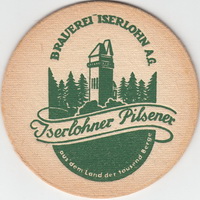 BRAUEREI ISERLOHN A.G.
Iserlohner Pilsener
aus dem Land der tausend Berge